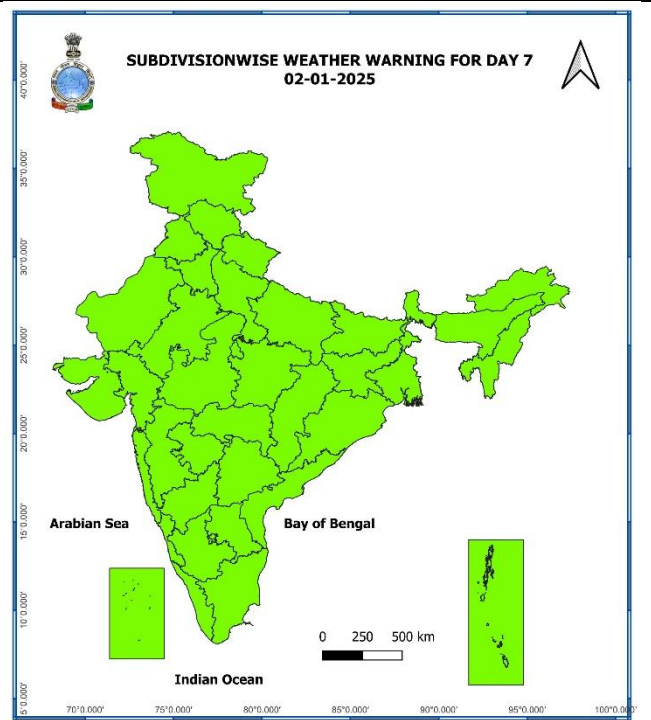 SUBDIVISIONWISE WEATHER WARNING FOR DAY 7
02-01-2025
40°0.000'
35°0.000'
30°0.000'
25°0.000'
20°0.000'
15°0.000'
10°0.000'
5°0.000'
Arabian Sea
Bay of Bengal
0 250 500 km
Indian Ocean
70°0.000' 75°0.000' 80°0.000' 85°0.000' 90°0.000' 95°0.000' 100°0.000'